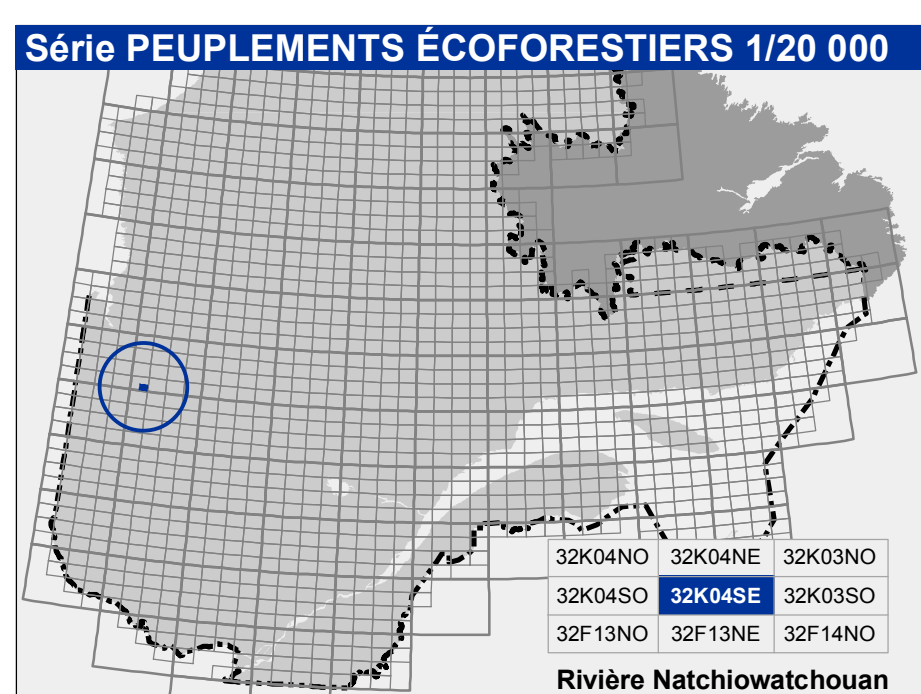 Série PEUPLEMENTS ÉCOFORESTIERS 1/20 000
32K04NO 32K04NE 32K03NO
32K04SO 32K04SE 32K03SO
32F13NO 32F13NE 32F14NO
Rivière Natchiowatchouan